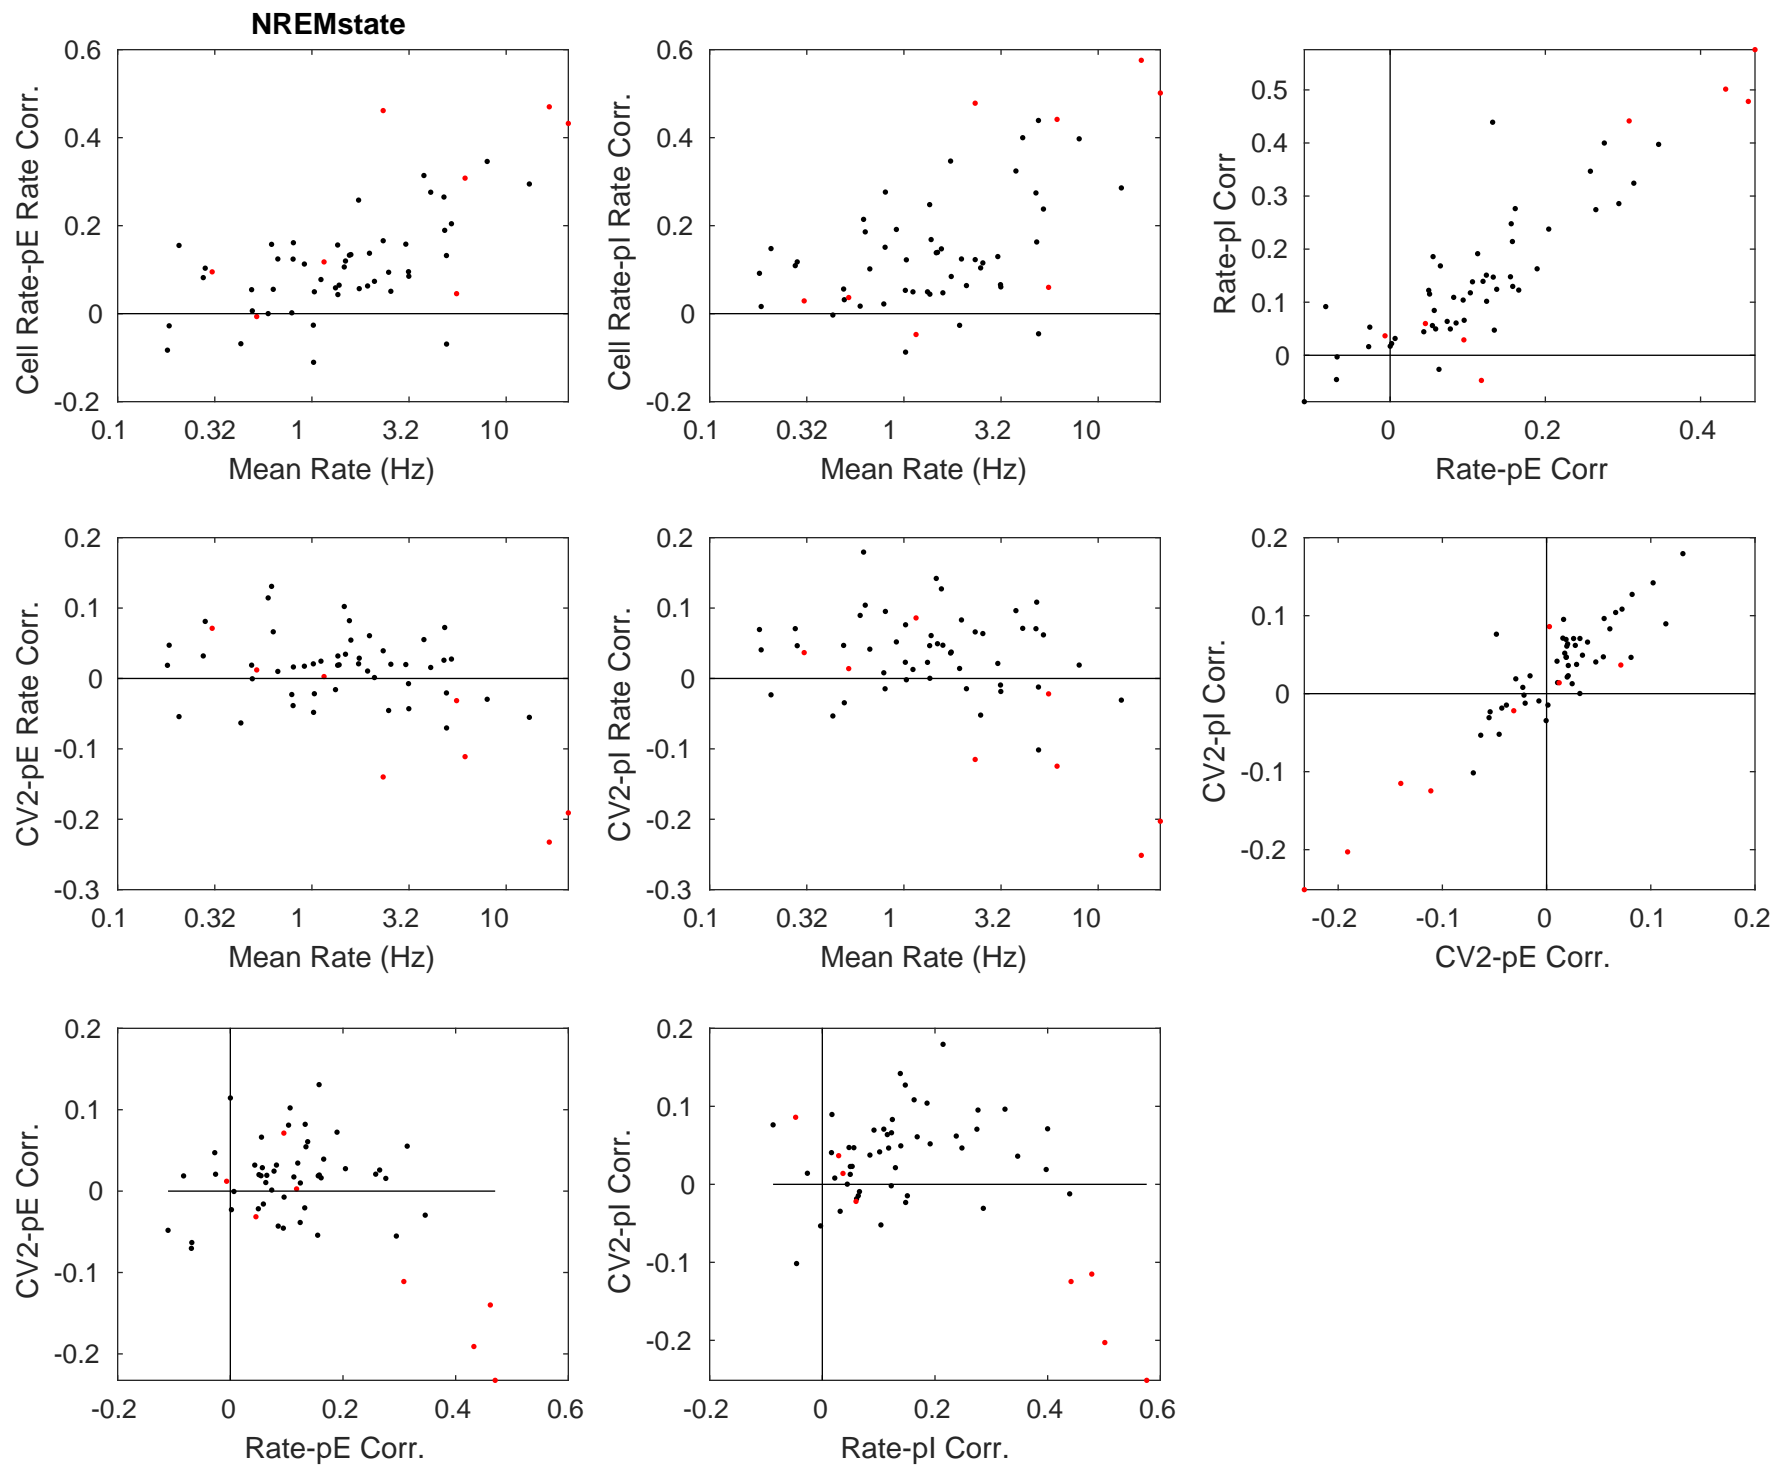 NREMstate
0.6
0.4
0.2
0
-0.2
0.1 0.32 1 3.2 10
Cell Rate-pE Rate Corr.
Mean Rate (Hz)
0.6
0.4
0.2
0
-0.2
0.1 0.32 1 3.2 10
Cell Rate-pI Rate Corr.
Mean Rate (Hz)
0.5
0.4
0.3
0.2
0.1
0
0 0.2 0.4
Rate-pI Corr
Rate-pE Corr
0.2
0.1
0
-0.1
-0.2
-0.3
0.1 0.32 1 3.2 10
CV2-pE Rate Corr.
Mean Rate (Hz)
0.2
0.1
0
-0.1
-0.2
-0.3
0.1 0.32 1 3.2 10
CV2-pI Rate Corr.
Mean Rate (Hz)
0.2
0.1
0
-0.1
-0.2
-0.2 -0.1 0 0.1 0.2
CV2-pI Corr.
CV2-pE Corr.
0.2
0.1
0
-0.1
-0.2
-0.2 0 0.2 0.4 0.6
CV2-pE Corr.
Rate-pE Corr.
0.2
0.1
0
-0.1
-0.2
-0.2 0 0.2 0.4 0.6
CV2-pI Corr.
Rate-pI Corr.